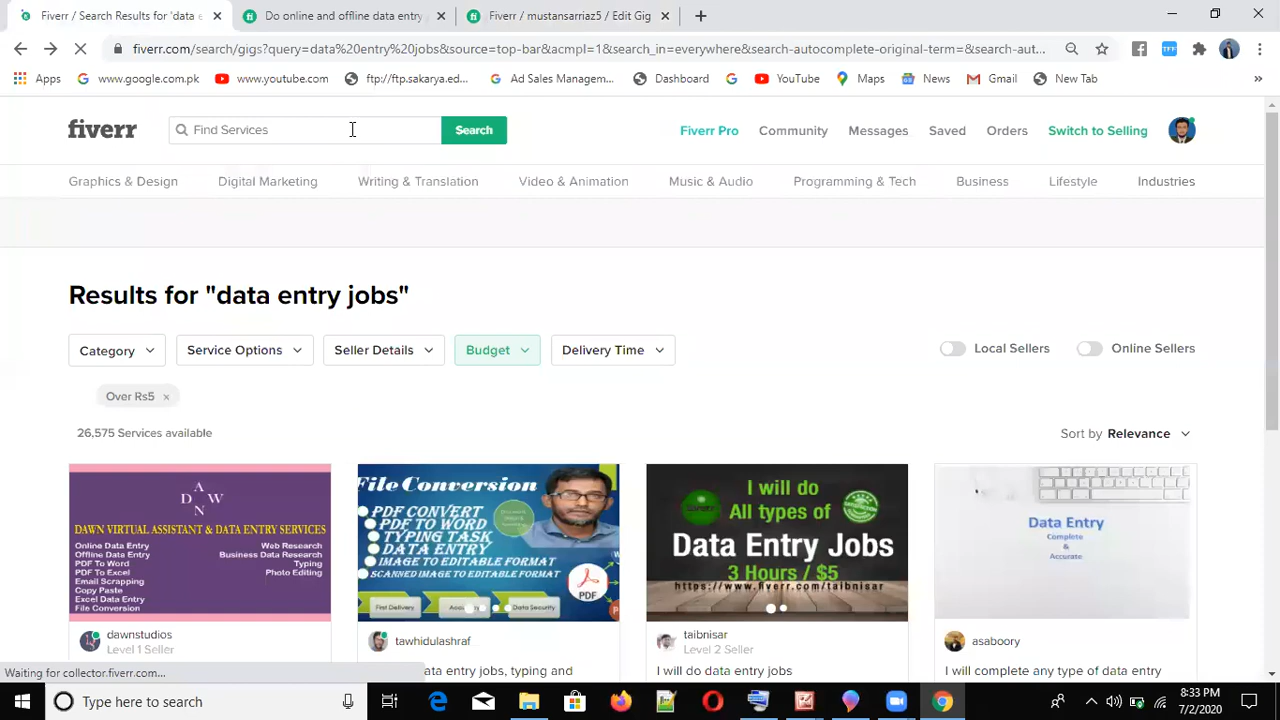 Fiverr / Search Results for 'data e
Do online and offline data entry
Fiverr / mustansarriaz5 / Edit Gig
fiverr.com/search/gigs?query=data%20entry%20jobs&source=top-bar&acmpl=1&search_in=everywhere&search-autocomplete-original-term=&search-aut...
Apps
www.google.com.pk
www.youtube.com
ftp://ftp.sakarya.ed...
Ad Sales Managem...
Dashboard
YouTube
Maps
News
Gmail
New Tab
fiverr
Find Services
Search
Fiverr Pro
Community
Messages
Saved
Orders
Switch to Selling
Graphics & Design
Digital Marketing
Writing & Translation
Video & Animation
Music & Audio
Programming & Tech
Business
Lifestyle
Industries
Results for "data entry jobs"
Category
Service Options
Seller Details
Budget
Delivery Time
Local Sellers
Online Sellers
Over Rs5 ×
26,575 Services available
Sort by Relevance
DAWN
DAWN VIRTUAL ASSISTANT & DATA ENTRY SERVICES
Online Data Entry
Offline Data Entry
PDF To Word
PDF To Excel
Email Scrapping
Copy Paste
Excel Data Entry
File Conversion
Web Research
Business Data Research
Typing
Photo Editing
File Conversion
PDF CONVERT
PDF TO WORD
TYPING TASK
DATA ENTRY
IMAGE TO EDITABLE FORMAT
SCANNED IMAGE TO EDITABLE FORMAT
First Delivery
Data Security
PDF
I will do
All types of
Data Entry Jobs
3 Hours / $5
https://www.fiverr.com/taibnisar
Data Entry
Complete
&
Accurate
dawnstudios
Level 1 Seller
tawhidulashraf
taibnisar
Level 2 Seller
asaboory
data entry jobs, typing and
I will do data entry jobs
I will complete any type of data entry
Waiting for collector.fiverr.com...
Type here to search
8:33 PM
7/2/2020